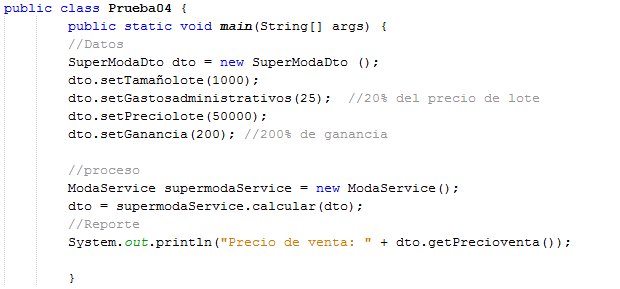 public class Prueba04 {
public static void main(String[] args) {
//Datos
SuperModaDto dto = new SuperModaDto ();
dto.setTamañolote(1000);
dto.setGastosadministrativos(25);  //20% del precio de lote
dto.setPreciolote(50000);
dto.setGanancia(200); //200% de ganancia
//proceso
ModaService supermodaService = new ModaService();
dto = supermodaService.calcular(dto);
//Reporte
System.out.println("Precio de venta: " + dto.getPrecioventa());
}